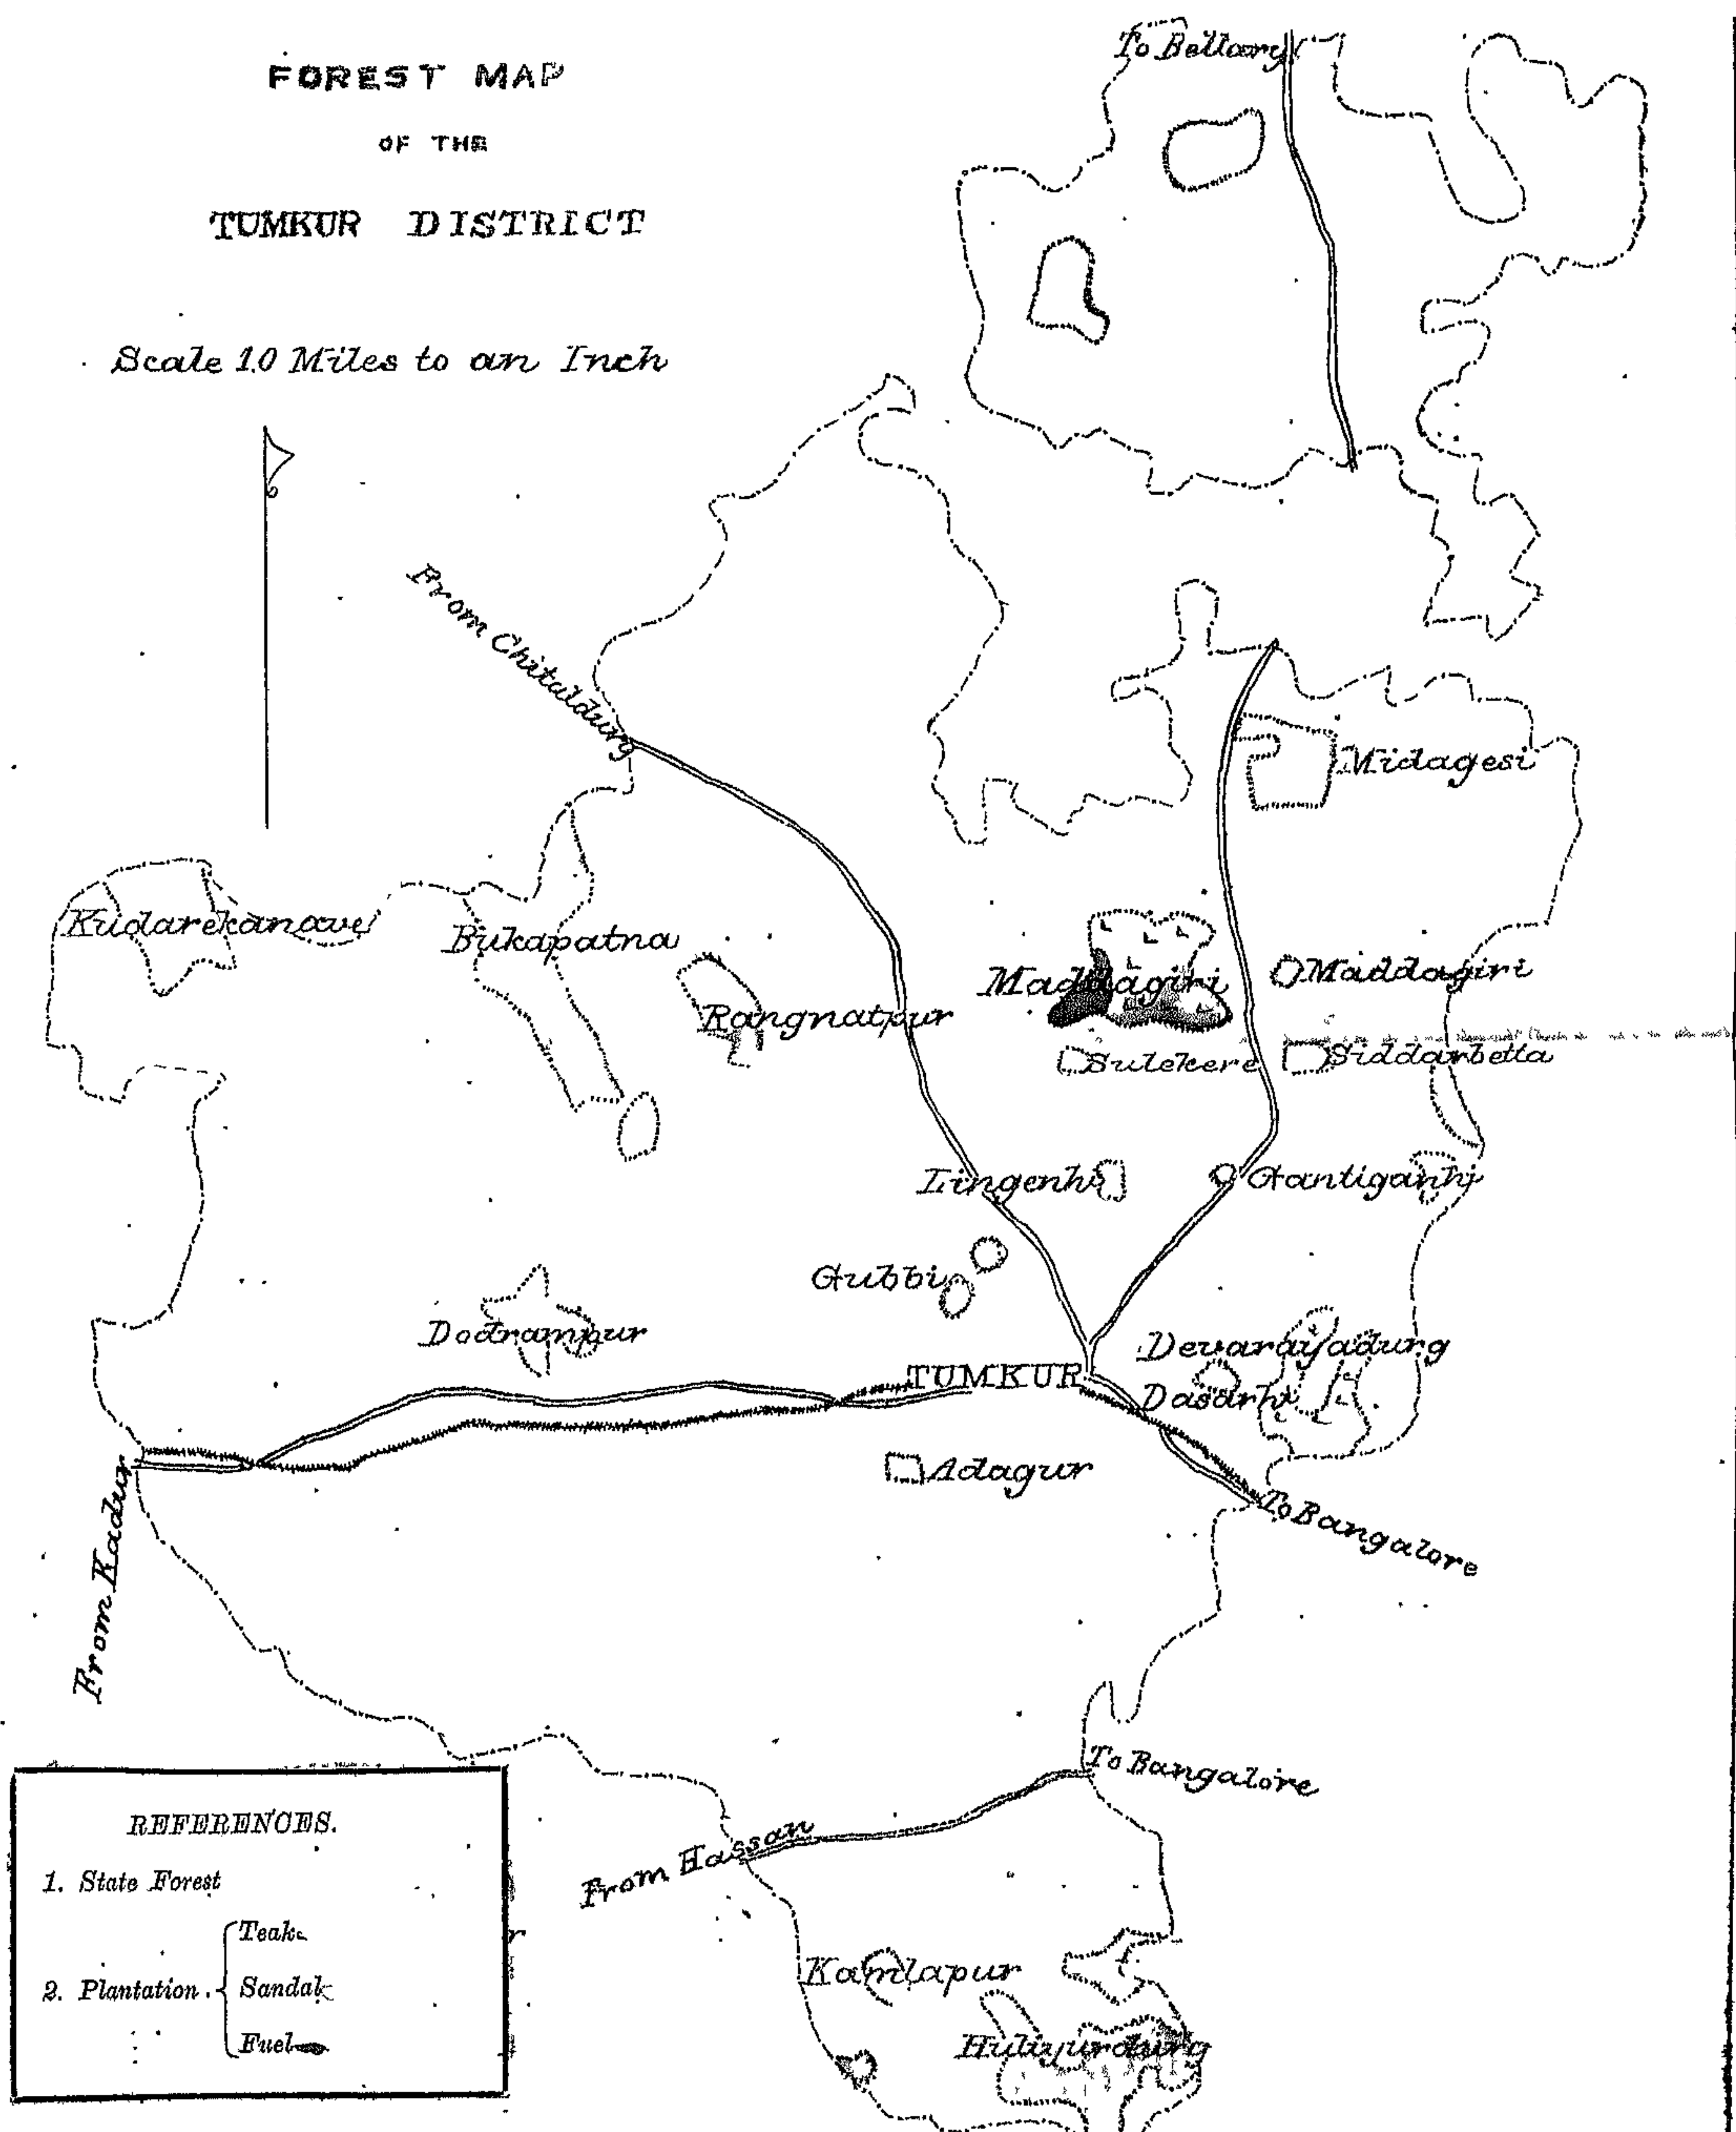 FOREST MAP
OF THE
TUMKUR DISTRICT
Scale 10 Miles to an Inch
To Bellary
From Chitaldurg
Midagesi
Kudarekanave
Bukapatna
Rangnatpur
Maddagiri
Maddagiri
Sulekere
Siddarbetta
Lingenhi
Gantiganhi
Gubbi
Dodrampur
TUMKUR
Devarayadurg
Dasarhi
Adagur
To Bangalore
From Kadur
To Bangalore
From Hassan
Kamlapur
Huliyurdurg
REFERENCES.
1. State Forest
2. Plantation.
Teak
Sandal
Fuel